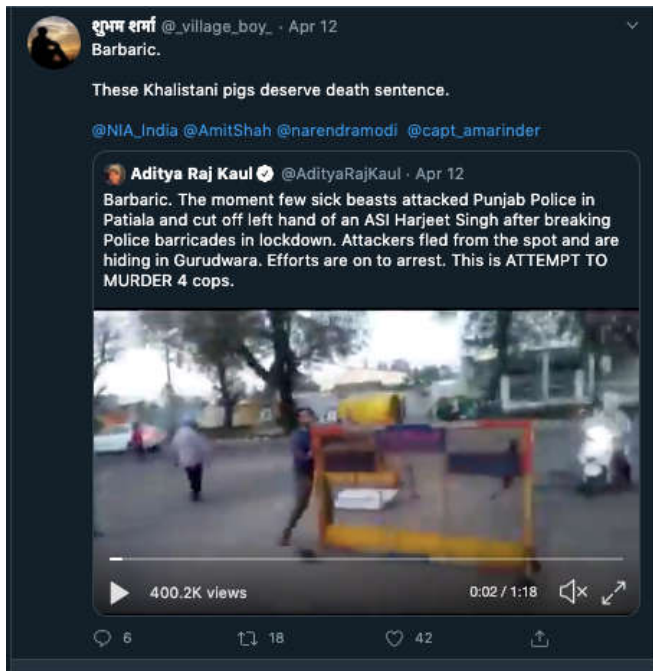 शुभम शर्मा @_village_boy_ · Apr 12
Barbaric.
These Khalistani pigs deserve death sentence.
@NIA_India @AmitShah @narendramodi @capt_amarinder
Aditya Raj Kaul @AdityaRajKaul · Apr 12
Barbaric. The moment few sick beasts attacked Punjab Police in
Patiala and cut off left hand of an ASI Harjeet Singh after breaking
Police barricades in lockdown. Attackers fled from the spot and are
hiding in Gurudwara. Efforts are on to arrest. This is ATTEMPT TO
MURDER 4 cops.
400.2K views 0:02 / 1:18
6 18 42